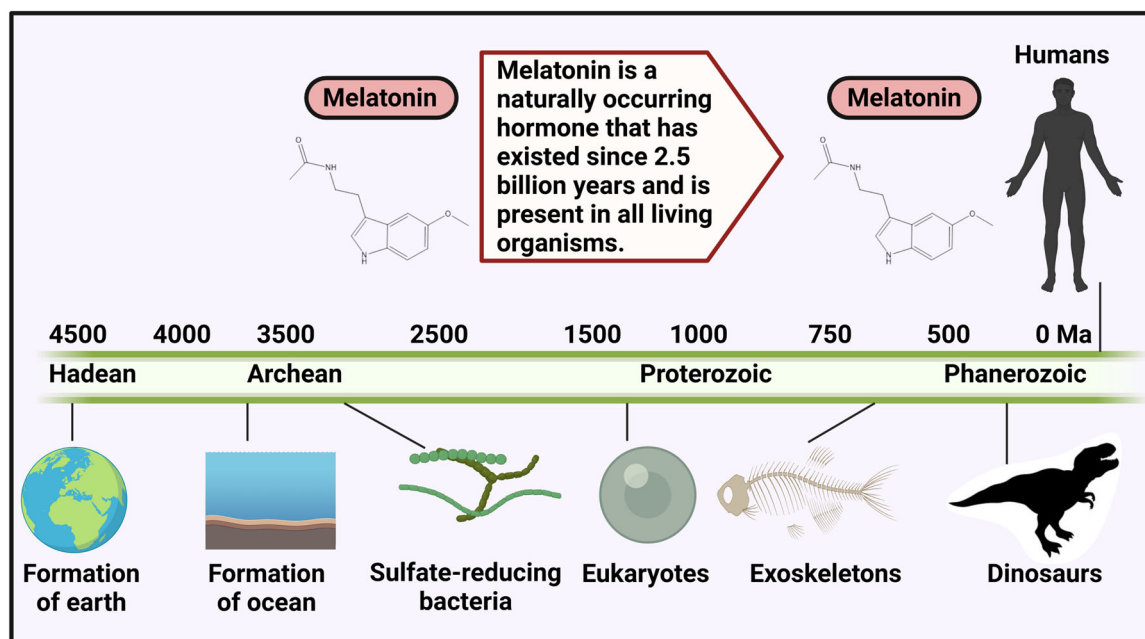 Humans
Melatonin
Melatonin is a
naturally occurring
hormone that has
existed since 2.5
billion years and is
present in all living
organisms.
Melatonin
O
NH
O
N
H
O
NH
O
N
H
4500 4000 3500 2500 1500 1000 750 500 0 Ma
Hadean Archean Proterozoic Phanerozoic
Formation
of earth
Formation
of ocean
Sulfate-reducing
bacteria
Eukaryotes
Exoskeletons
Dinosaurs